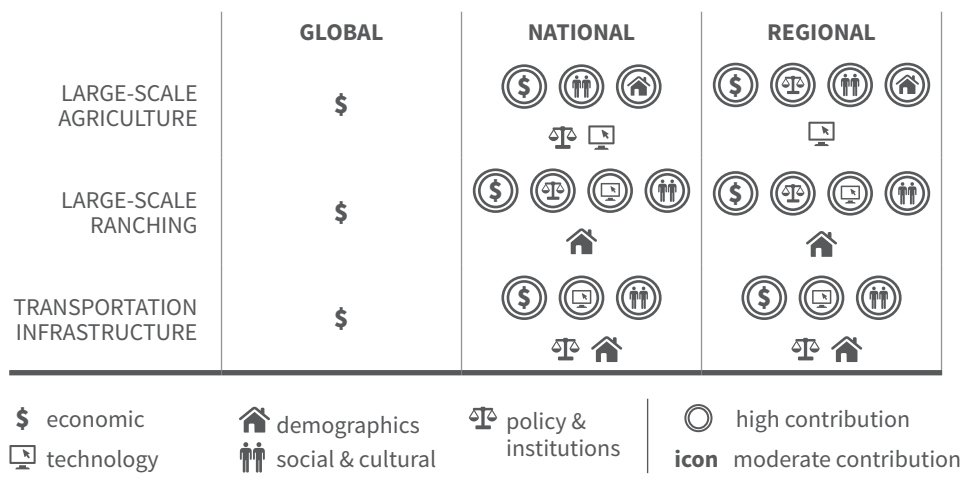 GLOBAL NATIONAL REGIONAL
LARGE-SCALE
AGRICULTURE
$ $ $
LARGE-SCALE
RANCHING
$ $ $
TRANSPORTATION
INFRASTRUCTURE
$ $ $
$ economic
technology
demographics
social & cultural
policy &
institutions
high contribution
icon moderate contribution